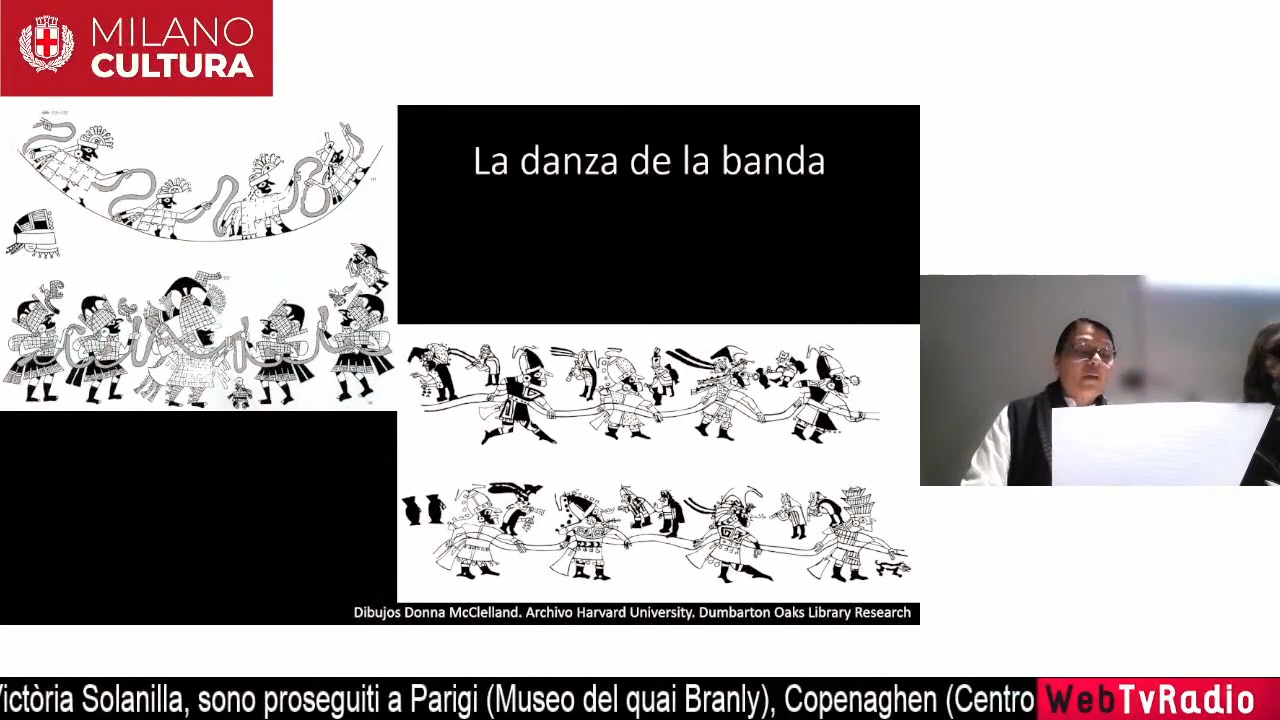 MILANO
CULTURA
La danza de la banda
Dibujos Donna McClelland. Archivo Harvard University. Dumbarton Oaks Library Research
Victòria Solanilla, sono proseguiti a Parigi (Museo del quai Branly), Copenaghen (Centro
WebTvRadio